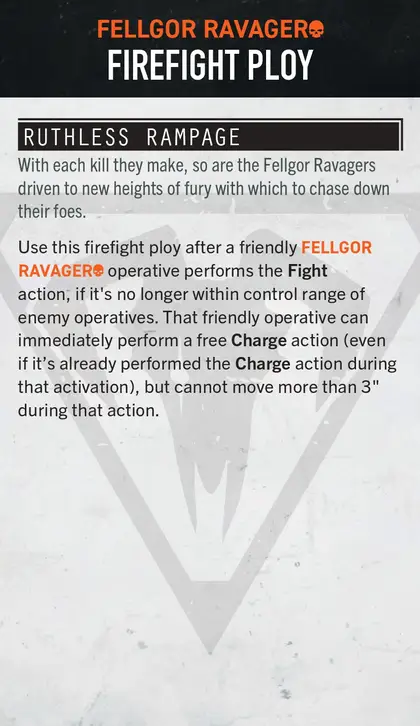 FELLGOR RAVAGER
FIREFIGHT PLOY
RUTHLESS RAMPAGE
With each kill they make, so are the Fellgor Ravagers
driven to new heights of fury with which to chase down
their foes.
Use this firefight ploy after a friendly FELLGOR
RAVAGER operative performs the Fight
action, if it's no longer within control range of
enemy operatives. That friendly operative can
immediately perform a free Charge action (even
if it’s already performed the Charge action during
that activation), but cannot move more than 3"
during that action.